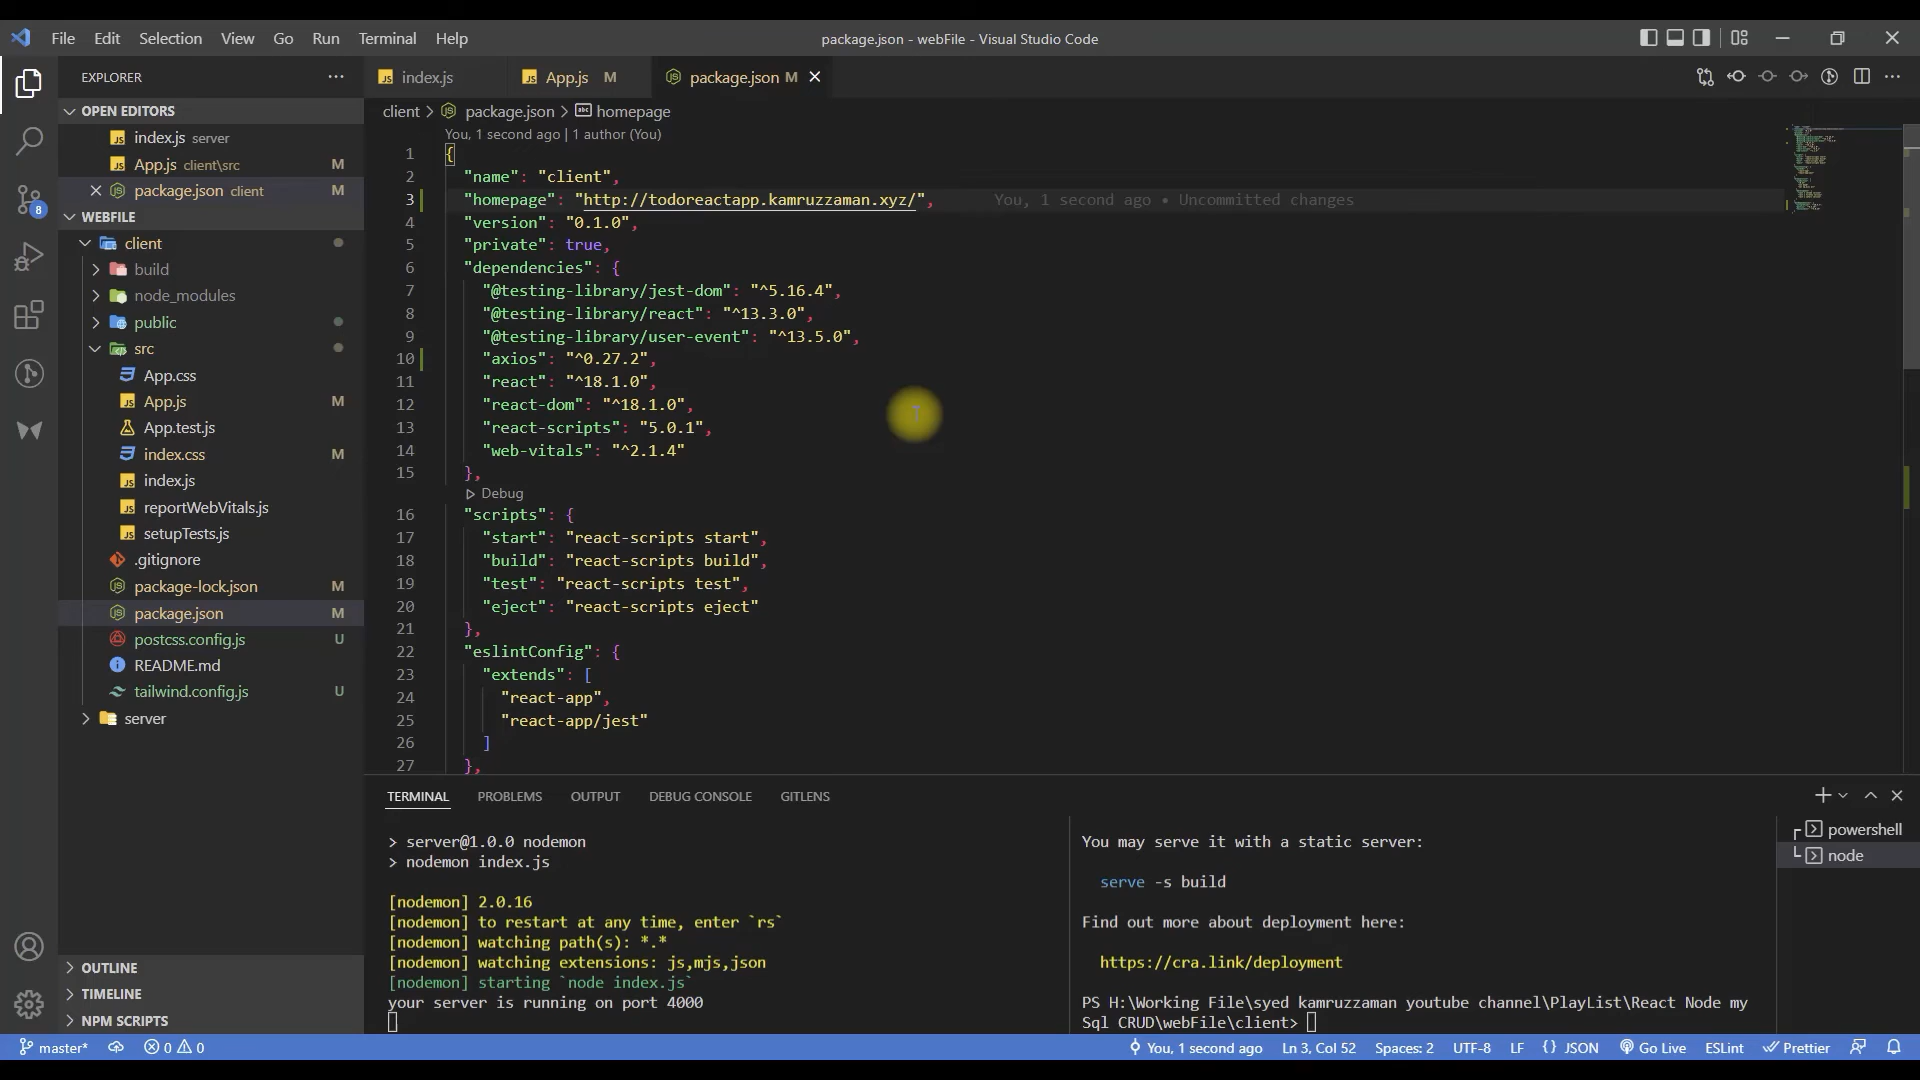 File Edit Selection View Go Run Terminal Help
package.json - webFile - Visual Studio Code
EXPLORER
OPEN EDITORS
JS index.js server
JS App.js client\src M
package.json client M
WEBFILE
client
build
node_modules
public
src
App.css
JS App.js M
App.test.js
index.css M
JS index.js
JS reportWebVitals.js
JS setupTests.js
.gitignore
package-lock.json M
package.json M
postcss.config.js U
README.md
tailwind.config.js U
server
OUTLINE
TIMELINE
NPM SCRIPTS
8
JS index.js
JS App.js M
package.json M
client > package.json > abc homepage
You, 1 second ago | 1 author (You)
1 {
2 "name": "client",
3 "homepage": "http://todoreactapp.kamruzzaman.xyz/", You, 1 second ago • Uncommitted changes
4 "version": "0.1.0",
5 "private": true,
6 "dependencies": {
7 "@testing-library/jest-dom": "^5.16.4",
8 "@testing-library/react": "^13.3.0",
9 "@testing-library/user-event": "^13.5.0",
10 "axios": "^0.27.2",
11 "react": "^18.1.0",
12 "react-dom": "^18.1.0",
13 "react-scripts": "5.0.1",
14 "web-vitals": "^2.1.4"
15 },
Debug
16 "scripts": {
17 "start": "react-scripts start",
18 "build": "react-scripts build",
19 "test": "react-scripts test",
20 "eject": "react-scripts eject"
21 },
22 "eslintConfig": {
23 "extends": [
24 "react-app",
25 "react-app/jest"
26 ]
27 },
TERMINAL PROBLEMS OUTPUT DEBUG CONSOLE GITLENS
> server@1.0.0 nodemon
> nodemon index.js
[nodemon] 2.0.16
[nodemon] to restart at any time, enter `rs`
[nodemon] watching path(s): *.*
[nodemon] watching extensions: js,mjs,json
[nodemon] starting `node index.js`
your server is running on port 4000
You may serve it with a static server:
serve -s build
Find out more about deployment here:
https://cra.link/deployment
PS H:\Working File\syed kamruzzaman youtube channel\PlayList\React Node my
Sql CRUD\webFile\client>
powershell
node
master* 0 0
You, 1 second ago Ln 3, Col 52 Spaces: 2 UTF-8 LF {} JSON Go Live ESLint Prettier